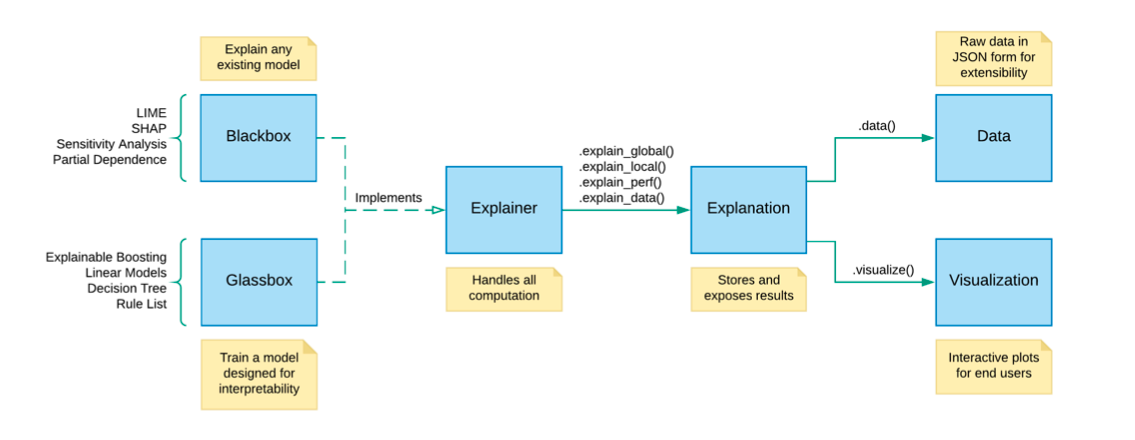 Explain any
existing model
LIME
SHAP
Sensitivity Analysis
Partial Dependence
Blackbox
Explainable Boosting
Linear Models
Decision Tree
Rule List
Glassbox
Train a model
designed for
interpretability
Implements
Explainer
Handles all
computation
.explain_global()
.explain_local()
.explain_perf()
.explain_data()
Explanation
Stores and
exposes results
.data()
Raw data in
JSON form for
extensibility
Data
.visualize()
Visualization
Interactive plots
for end users